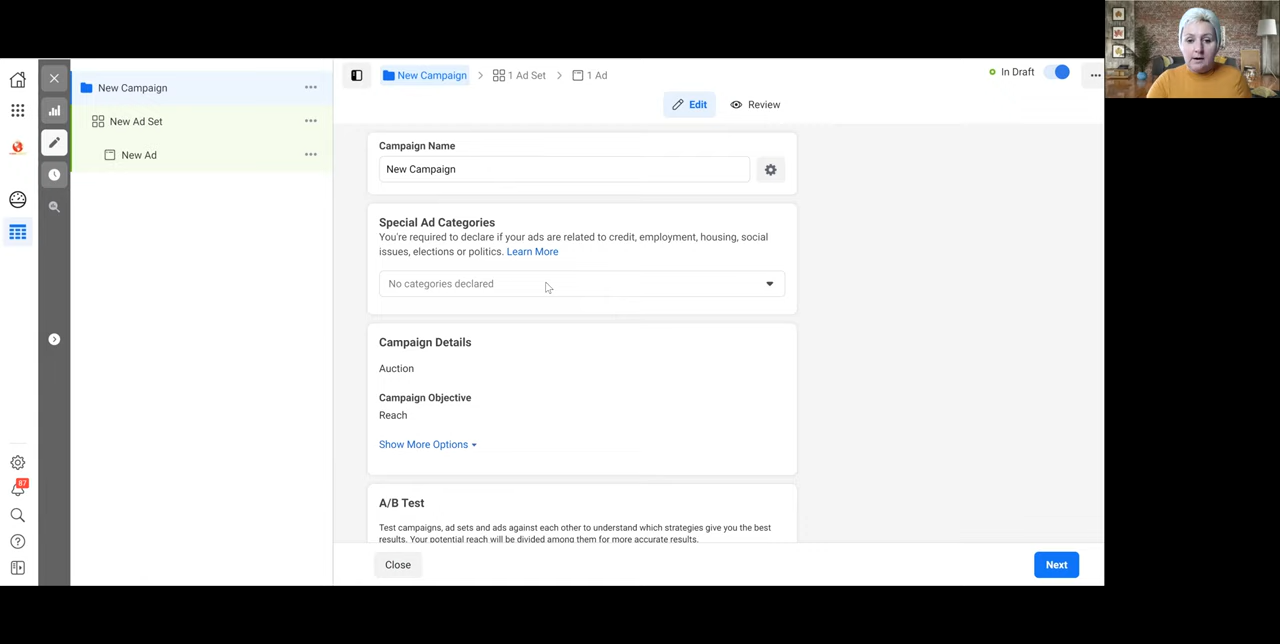 New Campaign
New Ad Set
New Ad
New Campaign
1 Ad Set
1 Ad
In Draft
Edit
Review
Campaign Name
New Campaign
Special Ad Categories
You're required to declare if your ads are related to credit, employment, housing, social
issues, elections or politics. Learn More
No categories declared
Campaign Details
Auction
Campaign Objective
Reach
Show More Options
A/B Test
Test campaigns, ad sets and ads against each other to understand which strategies give you the best
results. Your potential reach will be divided among them for more accurate results.
Close
Next
87